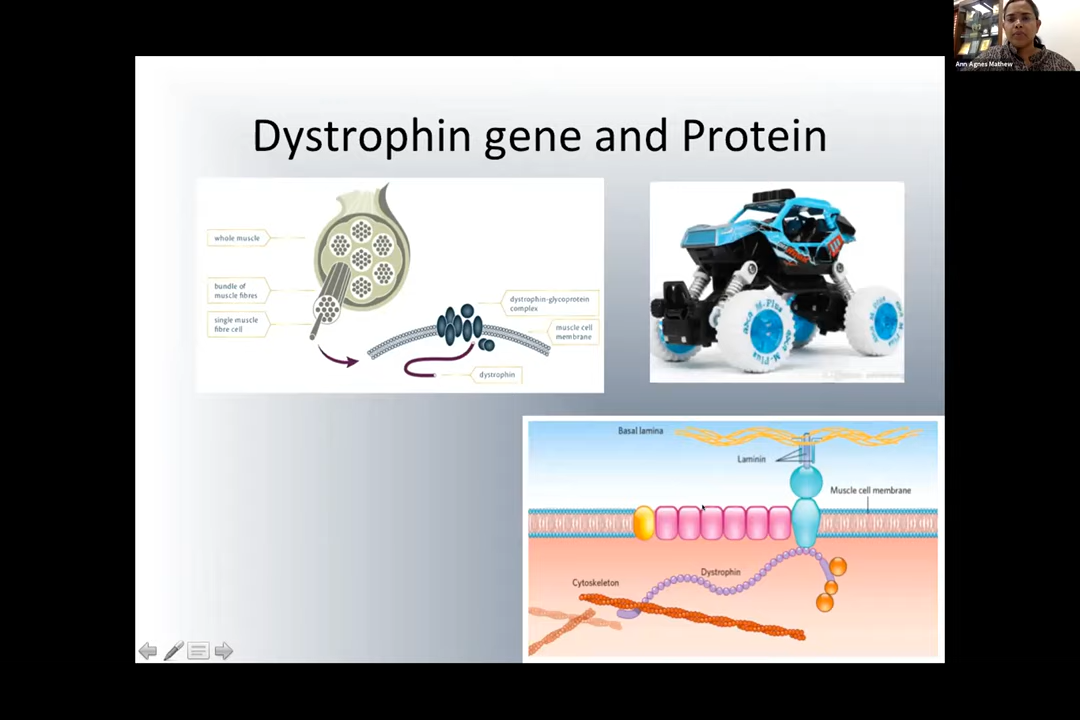 Ann Agnes Mathew
Dystrophin gene and Protein
whole muscle
bundle of
muscle fibres
single muscle
fibre cell
dystrophin-glycoprotein
complex
muscle cell
membrane
dystrophin
Basal lamina
Laminin
Muscle cell membrane
Dystrophin
Cytoskeleton